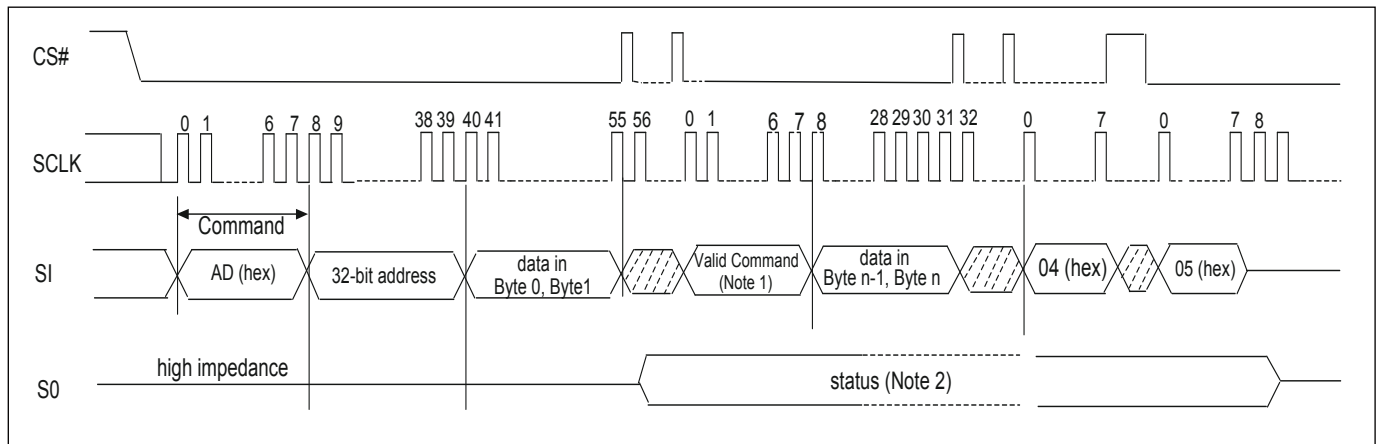 CS#
0 1 6 7 8 9 38 39 40 41 55 56 0 1 6 7 8 28 29 30 31 32 0 7 0 7 8
SCLK
Command
SI
AD (hex)
32-bit address
data in
Byte 0, Byte1
Valid Command
(Note 1)
data in
Byte n-1, Byte n
04 (hex)
05 (hex)
high impedance
S0
status (Note 2)